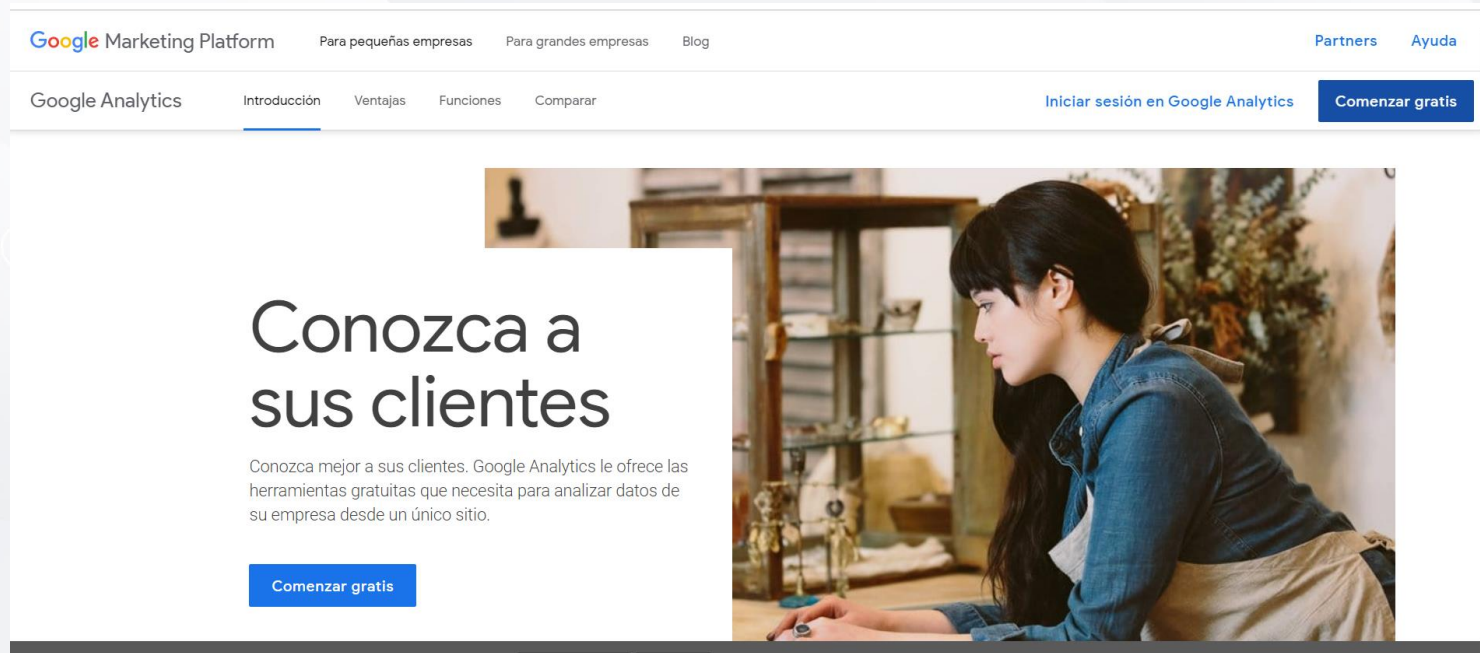 Google Marketing Platform Para pequeñas empresas Para grandes empresas Blog Partners Ayuda
Google Analytics Introducción Ventajas Funciones Comparar Iniciar sesión en Google Analytics Comenzar gratis
Conozca a
sus clientes
Conozca mejor a sus clientes. Google Analytics le ofrece las
herramientas gratuitas que necesita para analizar datos de
su empresa desde un único sitio.
Comenzar gratis